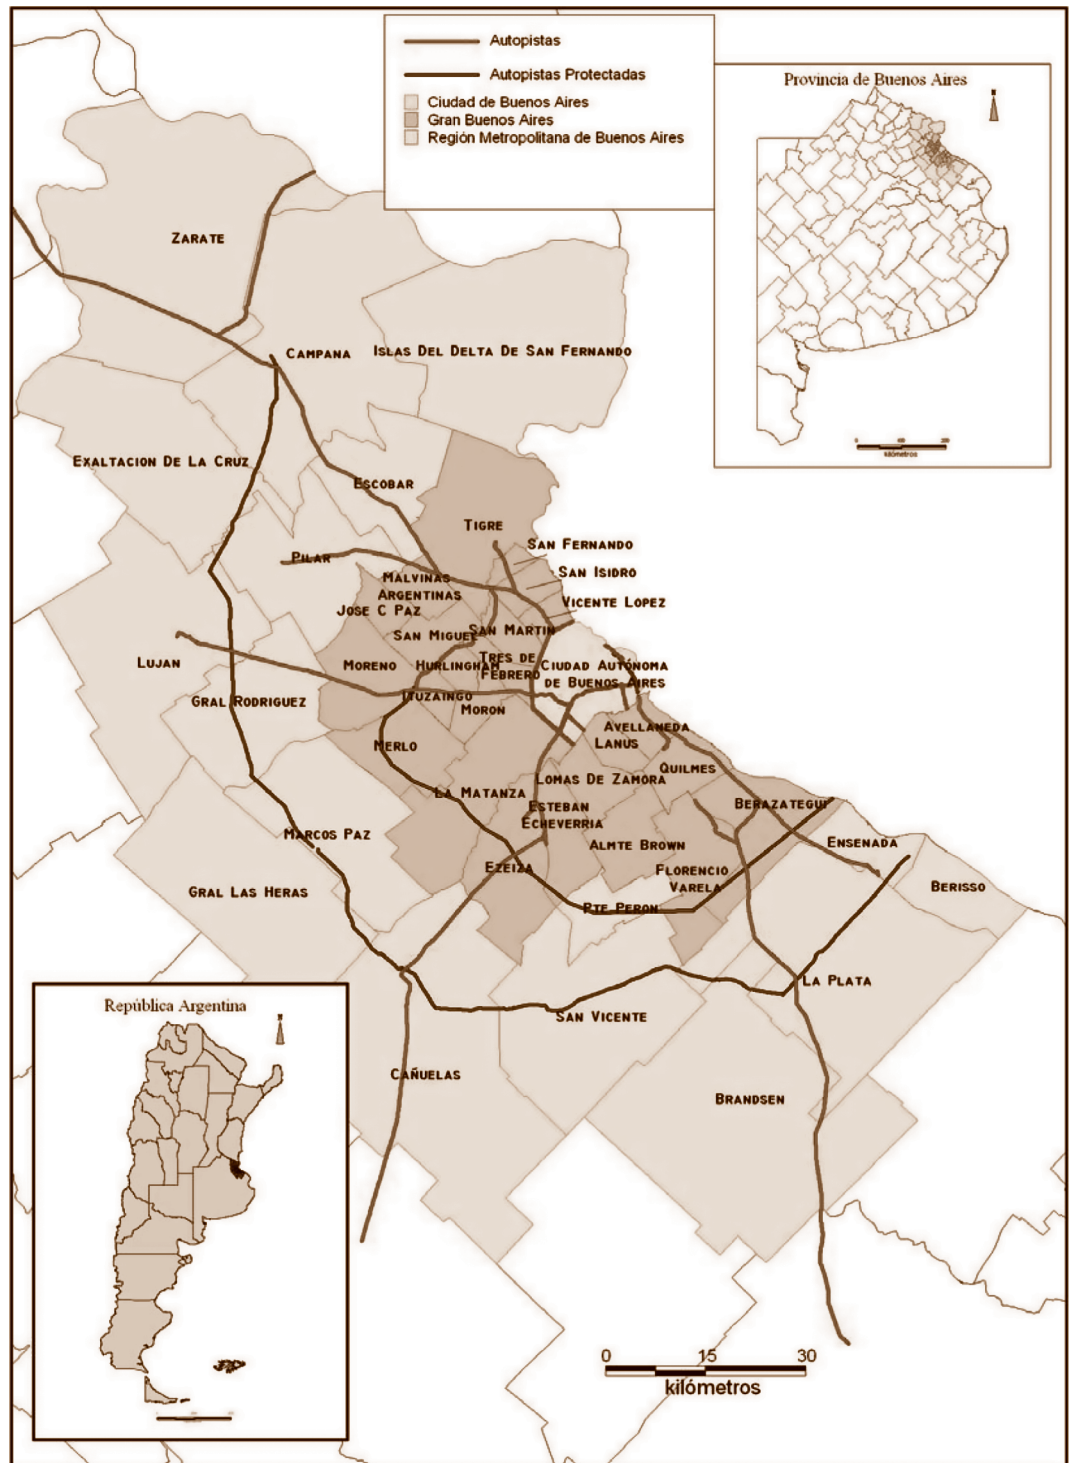 Autopistas
Autopistas Protectadas
Ciudad de Buenos Aires
Gran Buenos Aires
Región Metropolitana de Buenos Aires
Provincia de Buenos Aires
kilómetros
ZARATE
CAMPANA
ISLAS DEL DELTA DE SAN FERNANDO
EXALTACION DE LA CRUZ
ESCOBAR
TIGRE
SAN FERNANDO
PILAR
SAN ISIDRO
MALVINAS
ARGENTINAS
VICENTE LOPEZ
JOSE C PAZ
SAN MIGUEL
SAN MARTIN
LUJAN
MORENO
HURLINGHAM
TRES DE
FEBRERO
CIUDAD AUTÓNOMA
DE BUENOS AIRES
GRAL RODRIGUEZ
ITUZAINGO
MORON
AVELLANEDA
MERLO
LANUS
QUILMES
LOMAS DE ZAMORA
LA MATANZA
BERAZATEGUI
ESTEBAN
ECHEVERRIA
MARCOS PAZ
ALMTE BROWN
ENSENADA
EZEIZA
FLORENCIO
VARELA
BERISSO
GRAL LAS HERAS
PTE PERON
LA PLATA
SAN VICENTE
CAÑUELAS
BRANDSEN
República Argentina
0 15 30
kilómetros